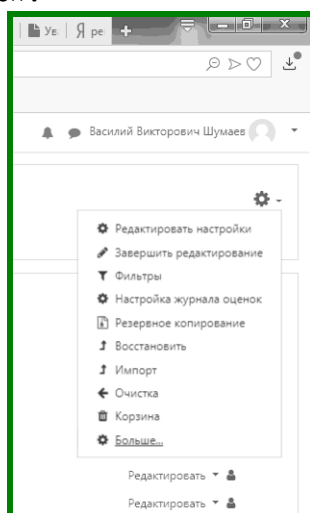 Ув. Я ре
Василий Викторович Шумаев
Редактировать настройки
Завершить редактирование
Фильтры
Настройка журнала оценок
Резервное копирование
Восстановить
Импорт
Очистка
Корзина
Больше...
Редактировать
Редактировать